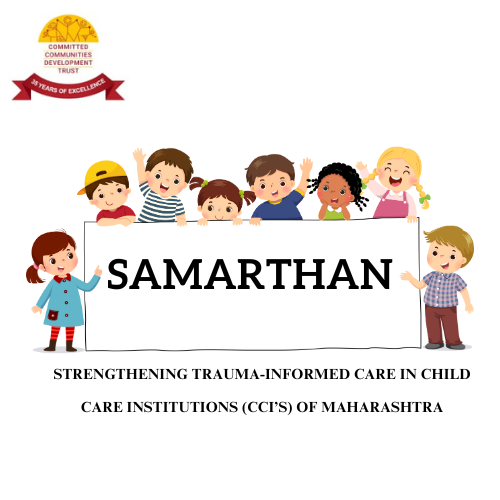 COMMITTED
COMMUNITIES
DEVELOPMENT
TRUST
35 YEARS OF EXCELLENCE
SAMARTHAN
STRENGTHENING TRAUMA-INFORMED CARE IN CHILD
CARE INSTITUTIONS (CCI'S) OF MAHARASHTRA